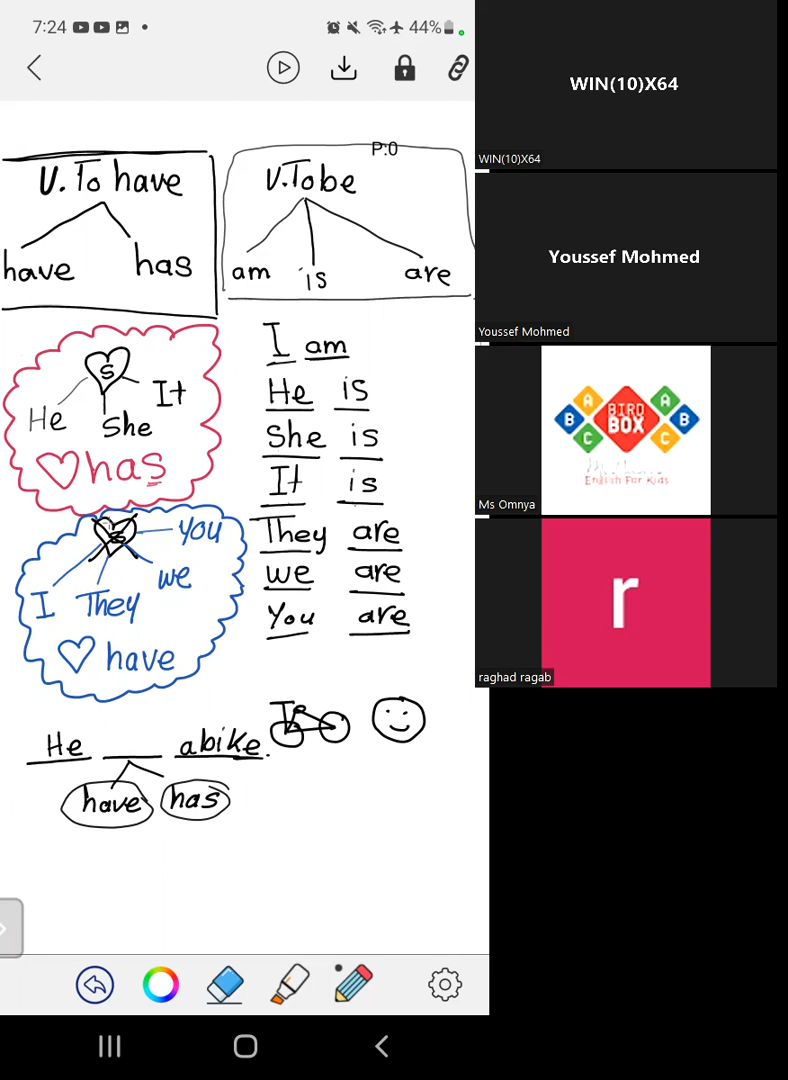 7:24
44%
P:0
V. To have
have has
V.Tobe
am is are
S
He She It
has
I am
He is
She is
It is
They are
we are
You are
S
I They we You
have
He ___ abike.
have has
WIN(10)X64
WIN(10)X64
Youssef Mohmed
Youssef Mohmed
A B C
BIRD
BOX
A B C
English For Kids
Ms Omnya
r
raghad ragab